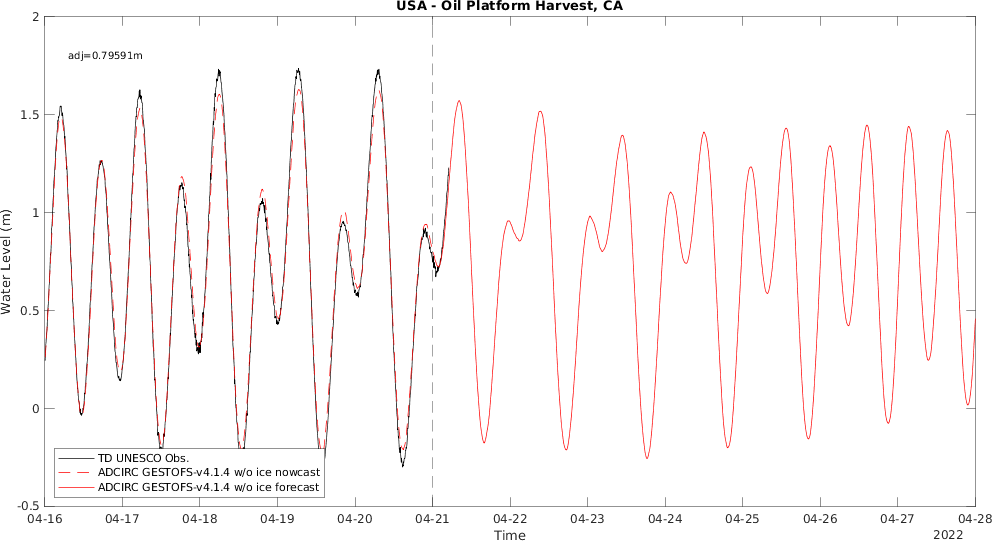 USA - Oil Platform Harvest, CA
adj=0.79591m
2
1.5
1
0.5
0
-0.5
Water Level (m)
TD UNESCO Obs.
ADCIRC GESTOFS-v4.1.4 w/o ice nowcast
ADCIRC GESTOFS-v4.1.4 w/o ice forecast
04-16 04-17 04-18 04-19 04-20 04-21 04-22 04-23 04-24 04-25 04-26 04-27 04-28
Time
2022